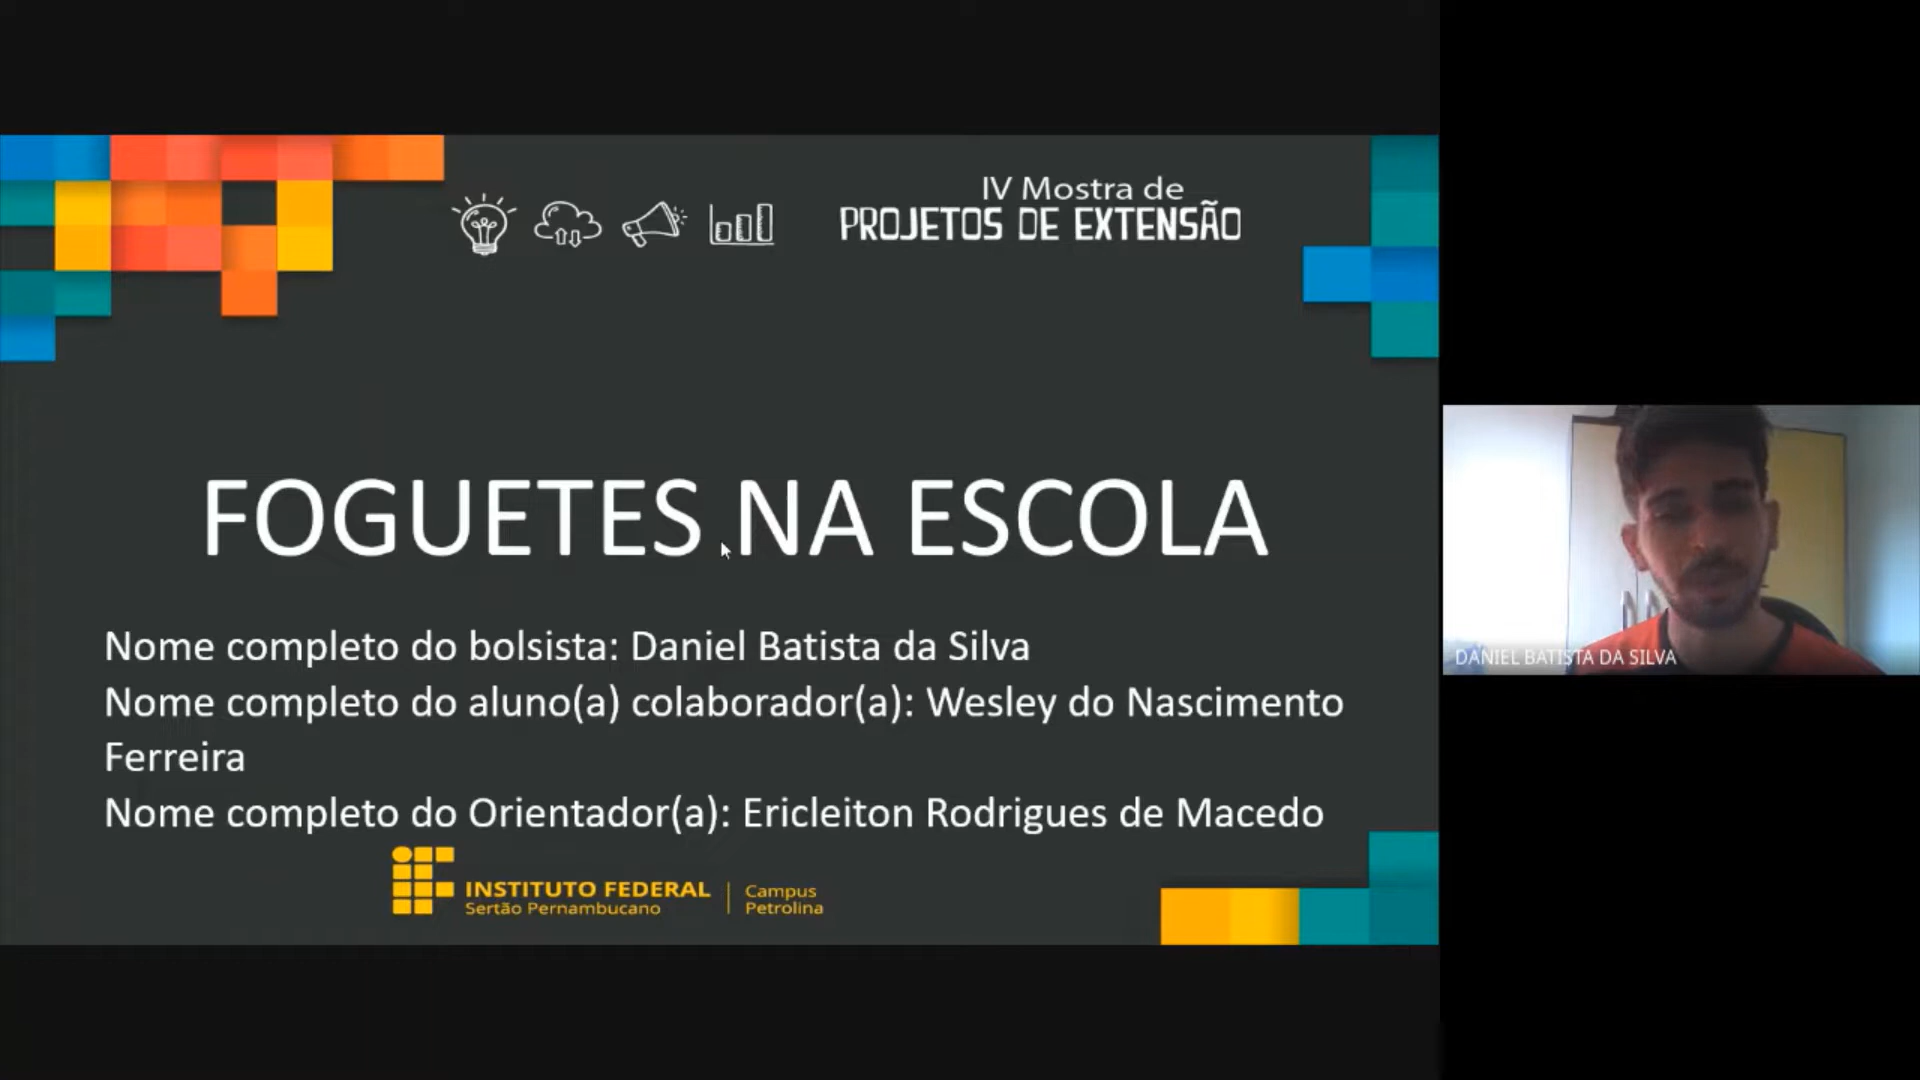 IV Mostra de
PROJETOS DE EXTENSÃO
FOGUETES NA ESCOLA
Nome completo do bolsista: Daniel Batista da Silva
Nome completo do aluno(a) colaborador(a): Wesley do Nascimento
Ferreira
Nome completo do Orientador(a): Ericleiton Rodrigues de Macedo
INSTITUTO FEDERAL
Sertão Pernambucano
Campus
Petrolina
DANIEL BATISTA DA SILVA